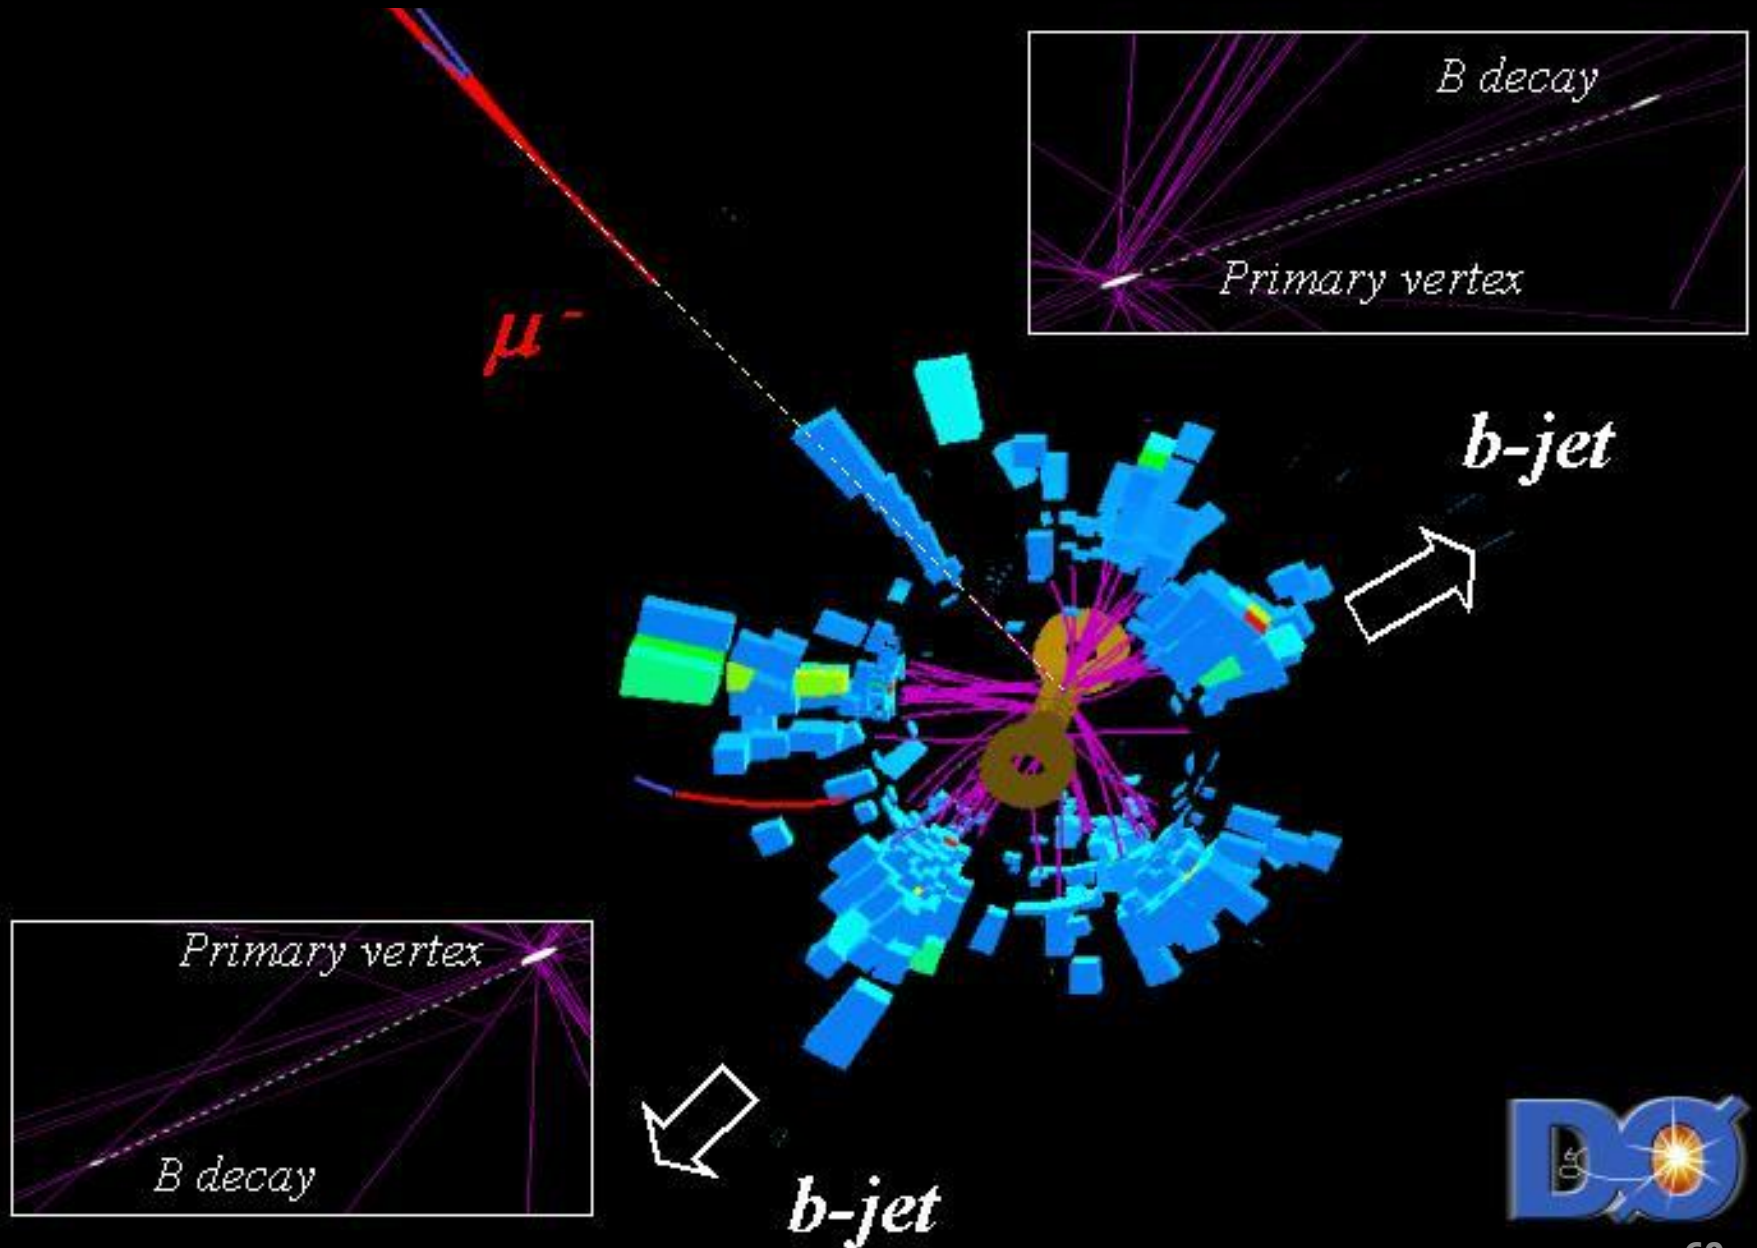 B decay
Primary vertex
μ⁻
b-jet
Primary vertex
B decay
b-jet
DØ